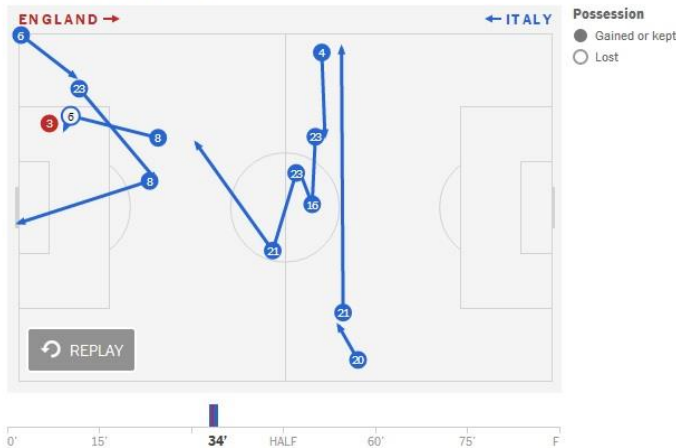 ENGLAND →
← ITALY
Possession
Gained or kept
Lost
6
4
23
6
3
8
23
23
8
16
21
21
20
REPLAY
0'
15'
34'
HALF
60'
75'
F